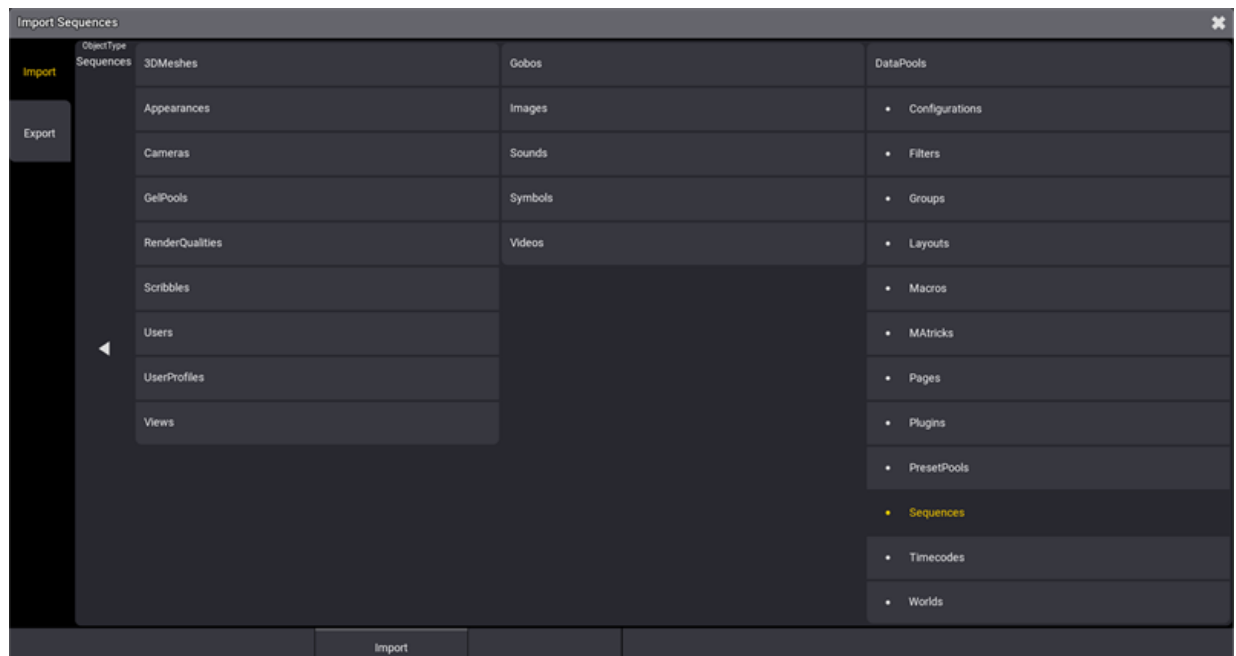 Import Sequences
Import
Export
ObjectType
Sequences
3DMeshes
Appearances
Cameras
GelPools
RenderQualities
Scribbles
Users
UserProfiles
Views
Gobos
Images
Sounds
Symbols
Videos
DataPools
• Configurations
• Filters
• Groups
• Layouts
• Macros
• MAtricks
• Pages
• Plugins
• PresetPools
• Sequences
• Timecodes
• Worlds
Import